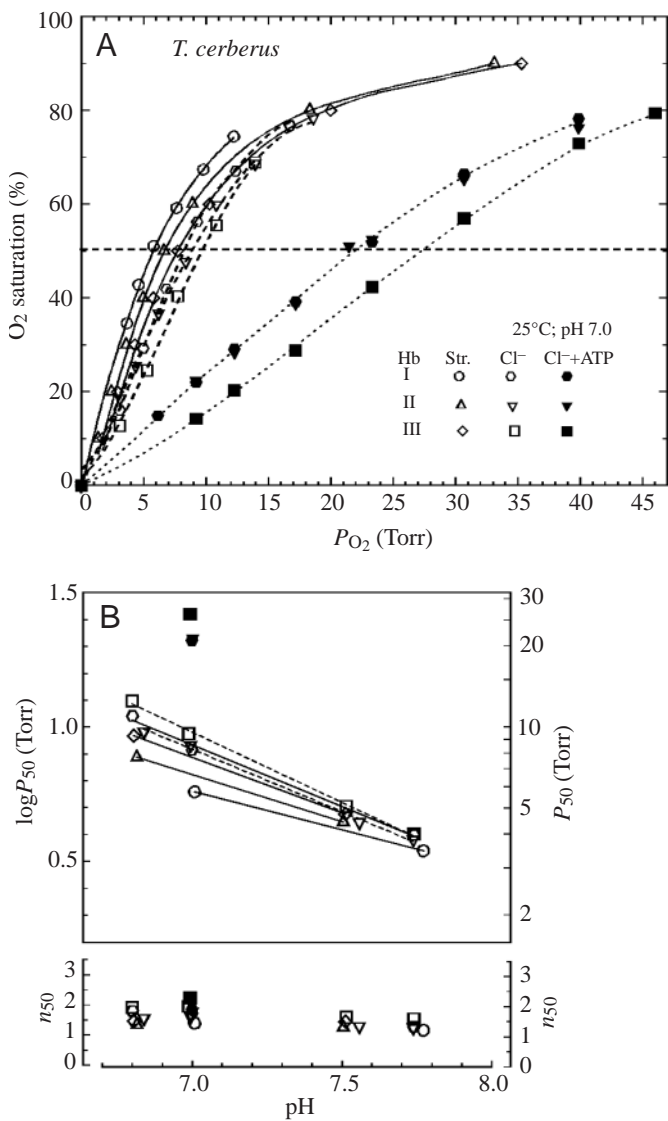 A
T. cerberus
O2 saturation (%)
100
80
60
40
20
0
25°C; pH 7.0
Hb Str. Cl− Cl−+ATP
I
II
III
0 5 10 15 20 25 30 35 40 45
PO2 (Torr)
B
logP50 (Torr)
1.5
1.0
0.5
P50 (Torr)
30
20
10
5
2
n50
3
2
1
0
n50
3
2
1
0
7.0 7.5 8.0
pH